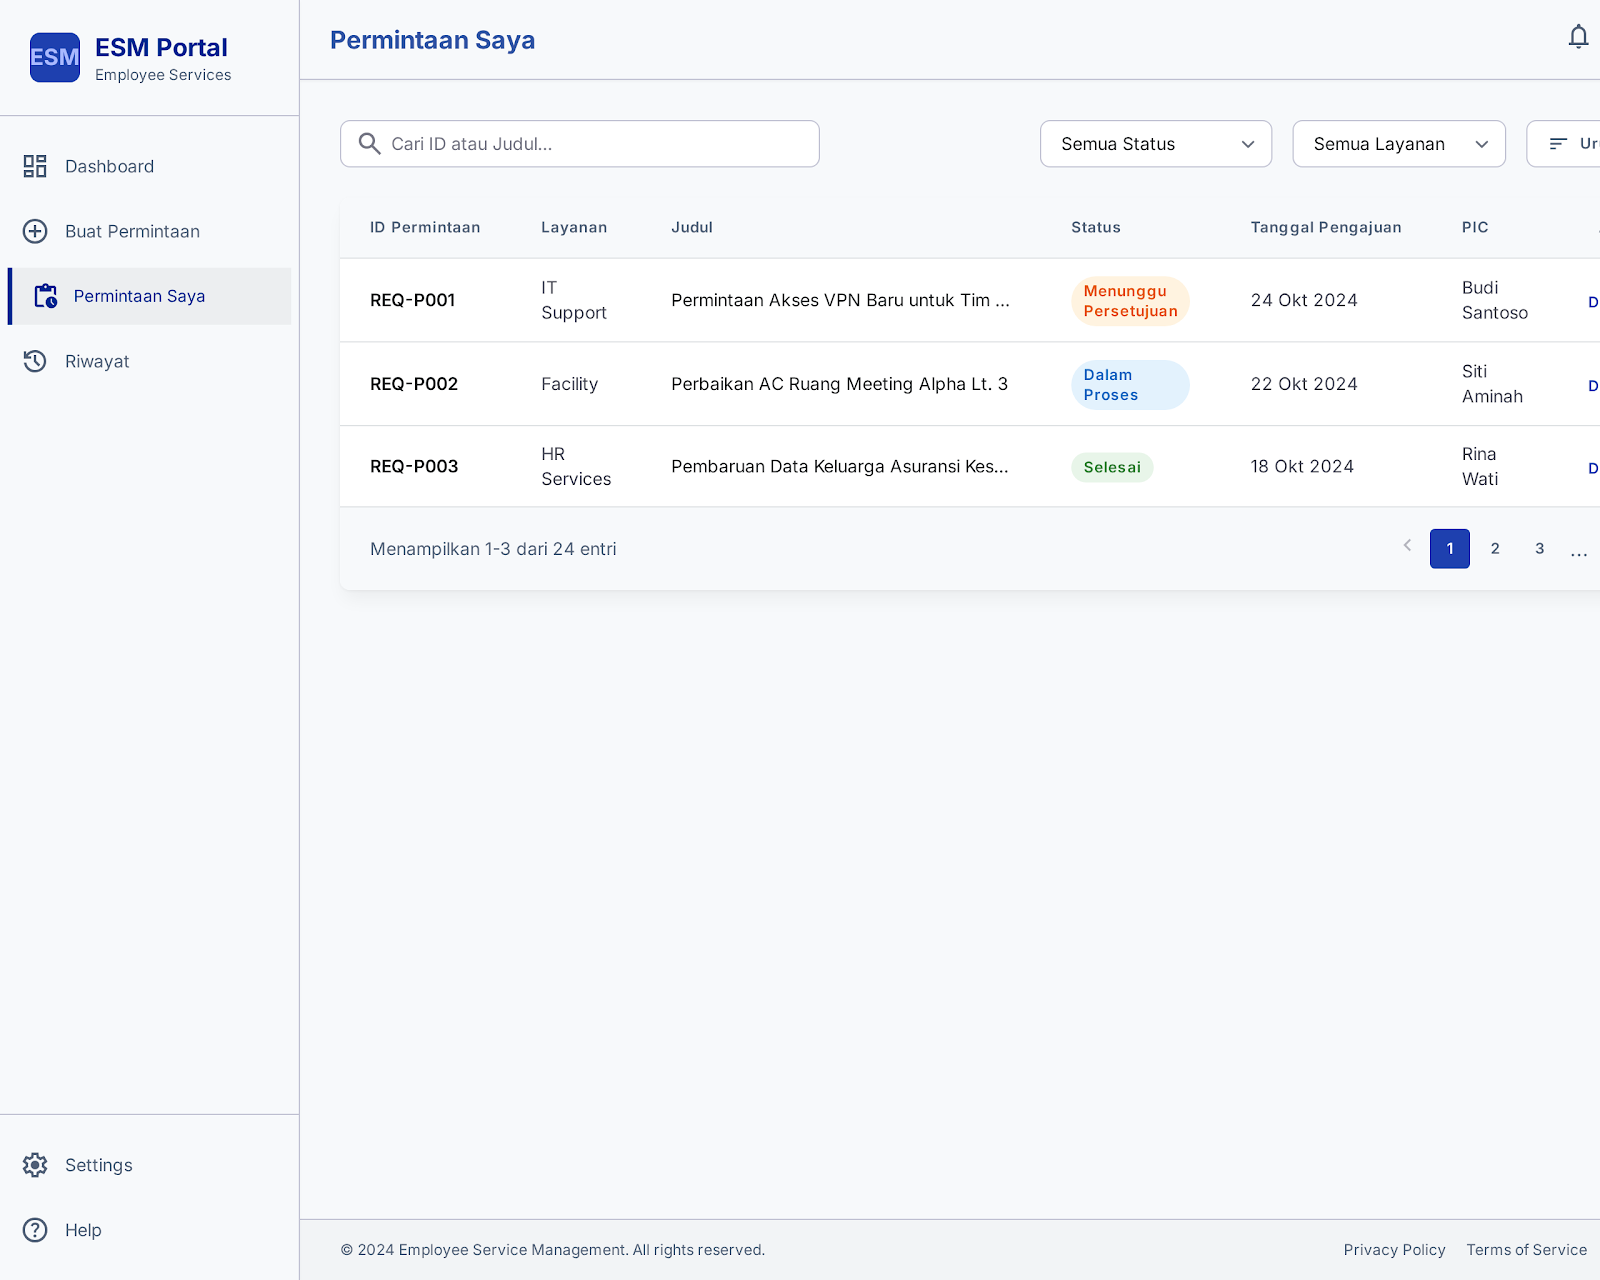 ESM
ESM Portal
Employee Services
Dashboard
Buat Permintaan
Permintaan Saya
Riwayat
Settings
Help
Permintaan Saya
Cari ID atau Judul...
Semua Status
Semua Layanan
ID Permintaan
Layanan
Judul
Status
Tanggal Pengajuan
PIC
REQ-P001
IT
Support
Permintaan Akses VPN Baru untuk Tim ...
Menunggu
Persetujuan
24 Okt 2024
Budi
Santoso
REQ-P002
Facility
Perbaikan AC Ruang Meeting Alpha Lt. 3
Dalam
Proses
22 Okt 2024
Siti
Aminah
REQ-P003
HR
Services
Pembaruan Data Keluarga Asuransi Kes...
Selesai
18 Okt 2024
Rina
Wati
Menampilkan 1-3 dari 24 entri
1
2
3
...
© 2024 Employee Service Management. All rights reserved.
Privacy Policy
Terms of Service